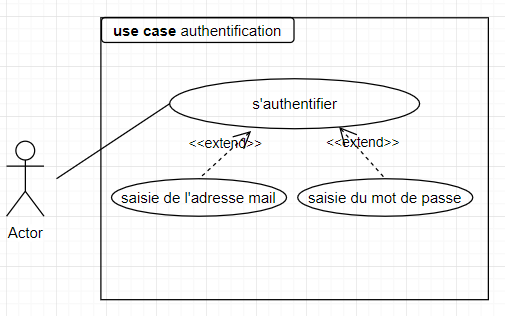 use case authentification
s'authentifier
<<extend>>
<<extend>>
saisie de l'adresse mail
saisie du mot de passe
Actor